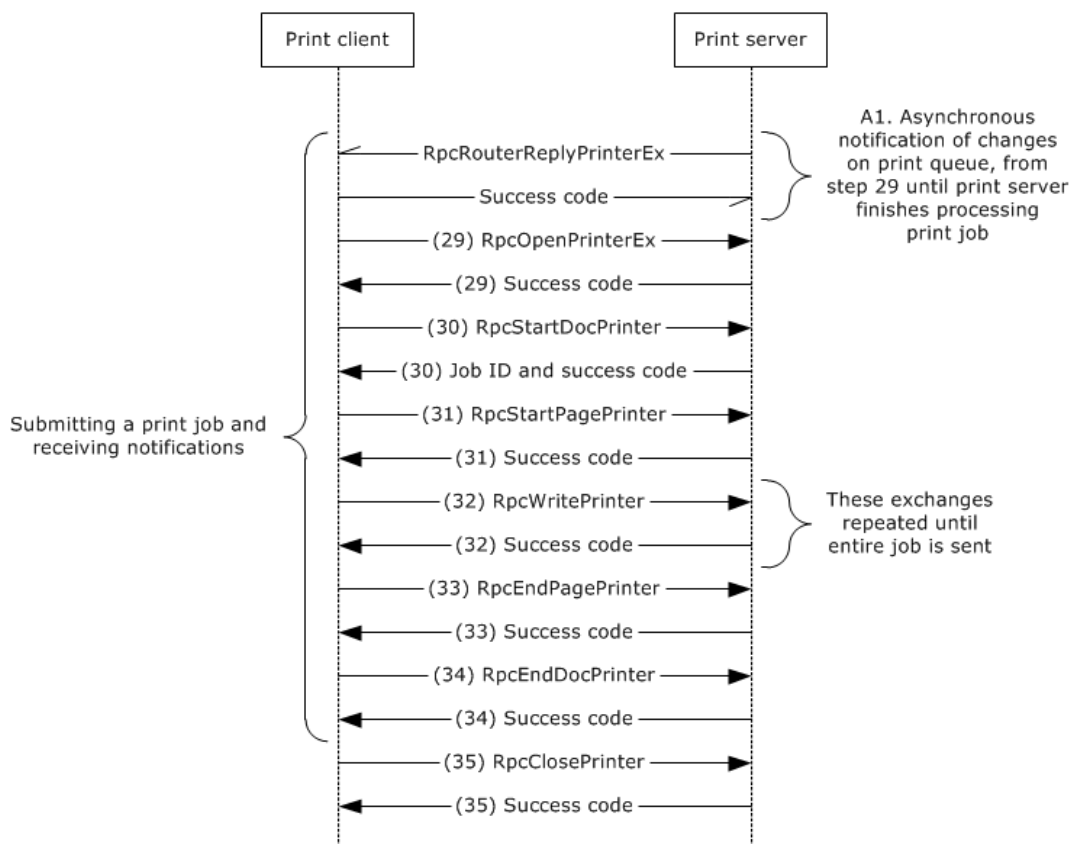 Print client
Print server
A1. Asynchronous
notification of changes
on print queue, from
step 29 until print server
finishes processing
print job
RpcRouterReplyPrinterEx
Success code
(29) RpcOpenPrinterEx
(29) Success code
(30) RpcStartDocPrinter
(30) Job ID and success code
Submitting a print job and
receiving notifications
(31) RpcStartPagePrinter
(31) Success code
(32) RpcWritePrinter
(32) Success code
These exchanges
repeated until
entire job is sent
(33) RpcEndPagePrinter
(33) Success code
(34) RpcEndDocPrinter
(34) Success code
(35) RpcClosePrinter
(35) Success code